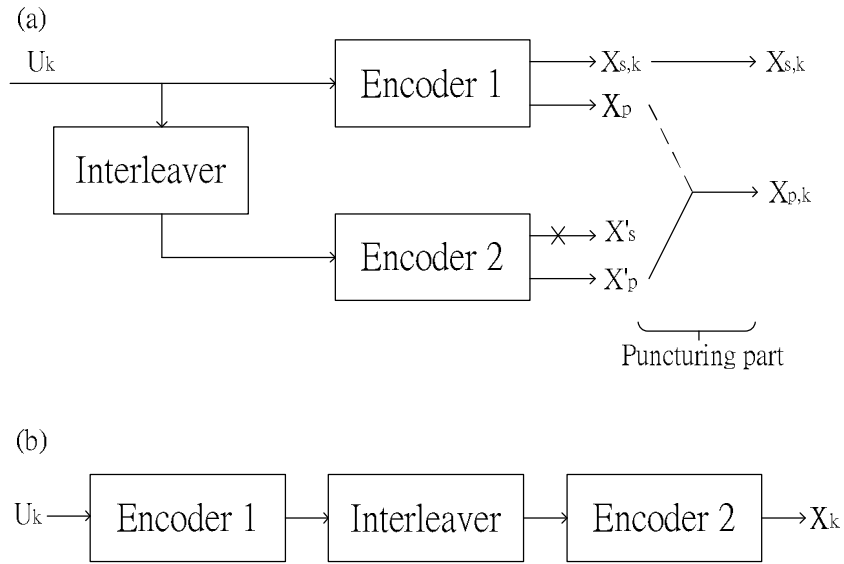 (a)
Uk
Encoder 1
Xs,k
Xs,k
Xp
Interleaver
Xp,k
Encoder 2
X's
X'p
Puncturing part
(b)
Uk
Encoder 1
Interleaver
Encoder 2
Xk